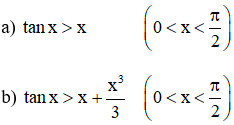 a) tan x > x (0 < x < π/2)
b) tan x > x + x³/3 (0 < x < π/2)